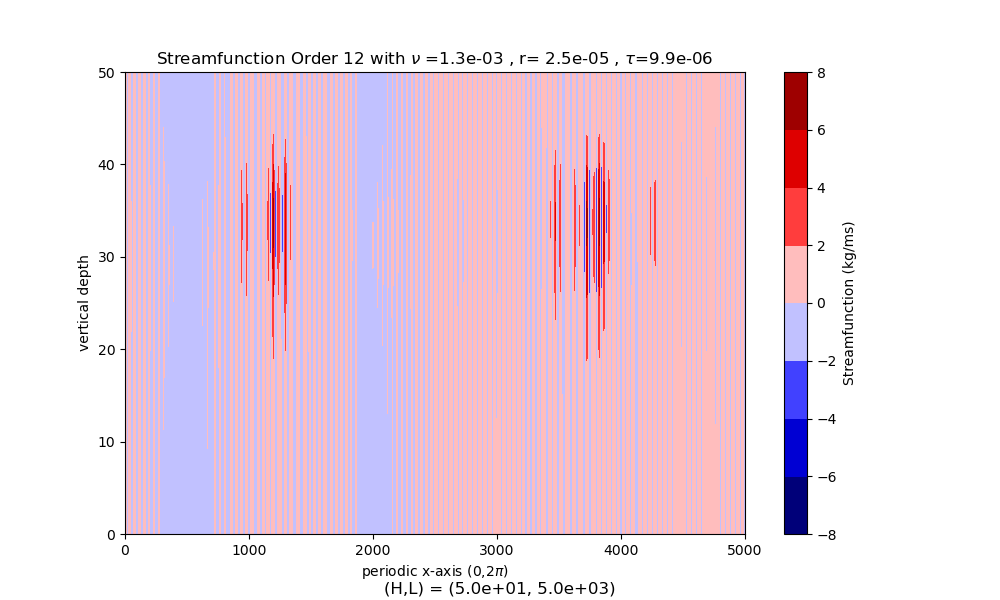 Streamfunction Order 12 with ν =1.3e-03 , r= 2.5e-05 , τ=9.9e-06
50
40
30
20
10
0
vertical depth
0 1000 2000 3000 4000 5000
periodic x-axis (0,2π)
(H,L) = (5.0e+01, 5.0e+03)
8
6
4
2
0
−2
−4
−6
−8
Streamfunction (kg/ms)